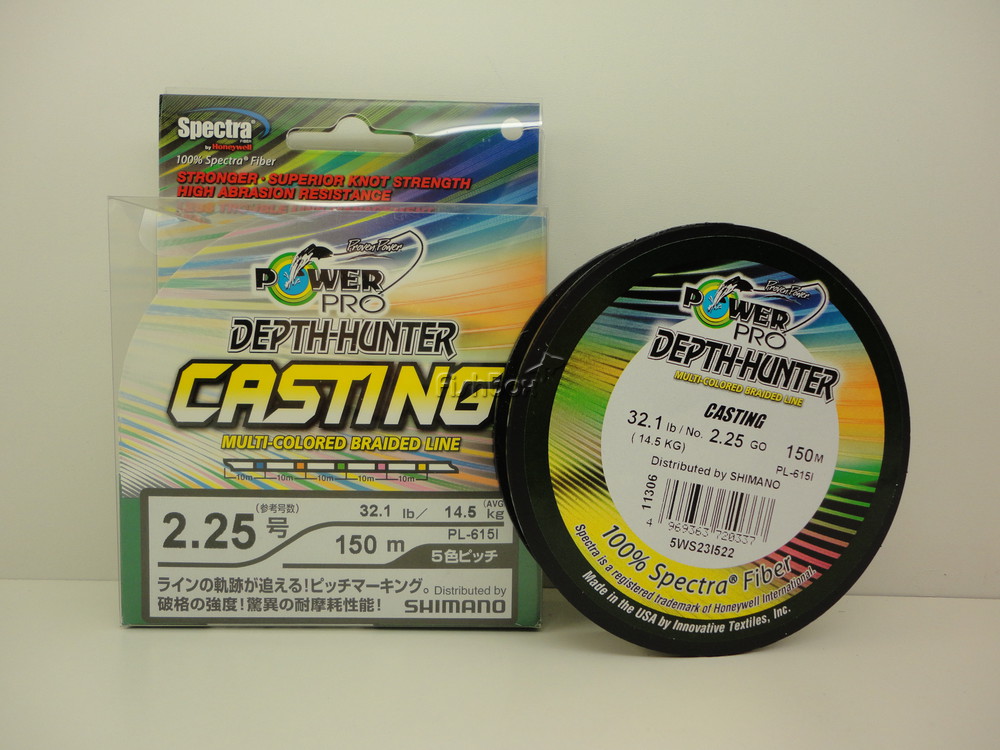 Spectra®
FIBER
by Honeywell
100% Spectra® Fiber
STRONGER · SUPERIOR KNOT STRENGTH
HIGH ABRASION RESISTANCE
Proven Power
POWER
PRO
DEPTH-HUNTER
CASTING
MULTI-COLORED BRAIDED LINE
10m 10m 10m 10m 10m
(参考号数)
2.25号
32.1 lb/ 14.5 kg (AVG)
150 m
PL-615I
5色ピッチ
ラインの軌跡が追える!ピッチマーキング。
破格の強度!驚異の耐摩耗性能!
Distributed by
SHIMANO
FishBox
Proven Power
POWER
PRO
DEPTH-HUNTER
MULTI-COLORED BRAIDED LINE
CASTING
32.1 lb / No. 2.25 GO 150M
(14.5 KG)
PL-615I
Distributed by SHIMANO
11306
4 969363 720337
5WS23I522
100% Spectra® Fiber
Spectra is a registered trademark of Honeywell International,
Made in the USA by Innovative Textiles, Inc.